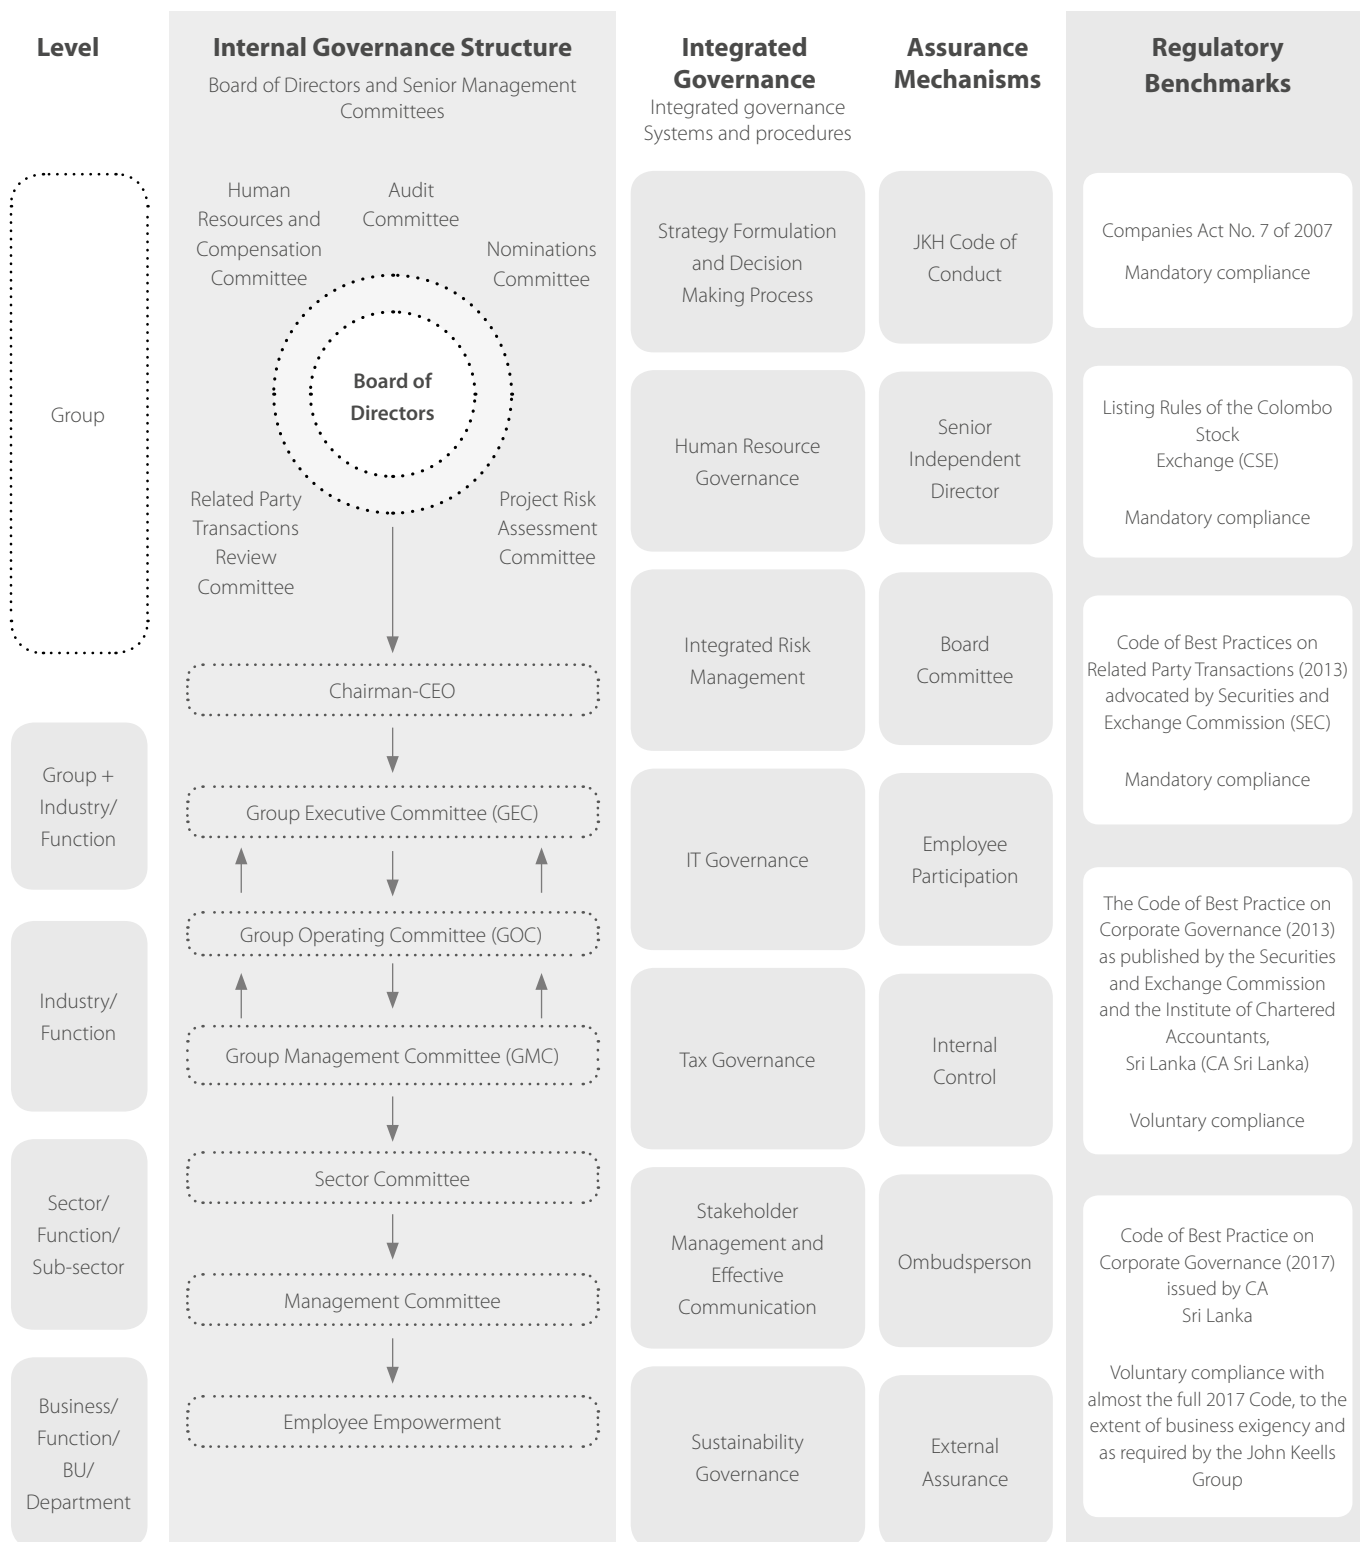 Level
Group
Group +
Industry/
Function
Industry/
Function
Sector/
Function/
Sub-sector
Business/
Function/
BU/
Department
Internal Governance Structure
Board of Directors and Senior Management
Committees
Human
Resources and
Compensation
Committee
Audit
Committee
Nominations
Committee
Board of
Directors
Related Party
Transactions
Review
Committee
Project Risk
Assessment
Committee
Chairman-CEO
Group Executive Committee (GEC)
Group Operating Committee (GOC)
Group Management Committee (GMC)
Sector Committee
Management Committee
Employee Empowerment
Integrated
Governance
Integrated governance
Systems and procedures
Strategy Formulation
and Decision
Making Process
Human Resource
Governance
Integrated Risk
Management
IT Governance
Tax Governance
Stakeholder
Management and
Effective
Communication
Sustainability
Governance
Assurance
Mechanisms
JKH Code of
Conduct
Senior
Independent
Director
Board
Committee
Employee
Participation
Internal
Control
Ombudsperson
External
Assurance
Regulatory
Benchmarks
Companies Act No. 7 of 2007
Mandatory compliance
Listing Rules of the Colombo
Stock
Exchange (CSE)
Mandatory compliance
Code of Best Practices on
Related Party Transactions (2013)
advocated by Securities and
Exchange Commission (SEC)
Mandatory compliance
The Code of Best Practice on
Corporate Governance (2013)
as published by the Securities
and Exchange Commission
and the Institute of Chartered
Accountants,
Sri Lanka (CA Sri Lanka)
Voluntary compliance
Code of Best Practice on
Corporate Governance (2017)
issued by CA
Sri Lanka
Voluntary compliance with
almost the full 2017 Code, to the
extent of business exigency and
as required by the John Keells
Group